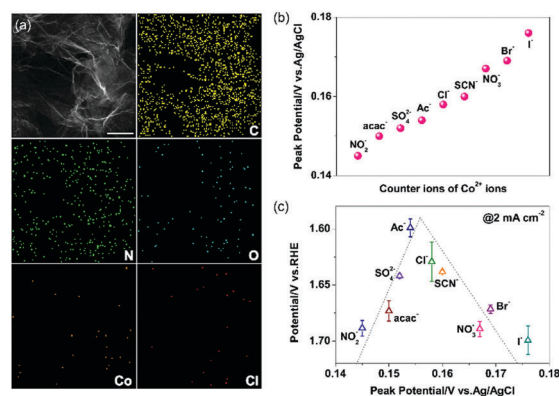 (a)
C
N
O
Co
Cl
(b)
Peak Potential/V vs.Ag/AgCl
0.18
0.16
0.14
NO₂⁻
acac⁻
SO₄²⁻
Ac⁻
Cl⁻
SCN⁻
NO₃⁻
Br⁻
I⁻
Counter ions of Co²⁺ ions
(c)
@2 mA cm⁻²
Potential/V vs.RHE
1.60
1.65
1.70
Ac⁻
Cl⁻
SO₄²⁻
SCN⁻
acac⁻
Br⁻
NO₂⁻
NO₃⁻
I⁻
0.14
0.15
0.16
0.17
0.18
Peak Potential/V vs.Ag/AgCl